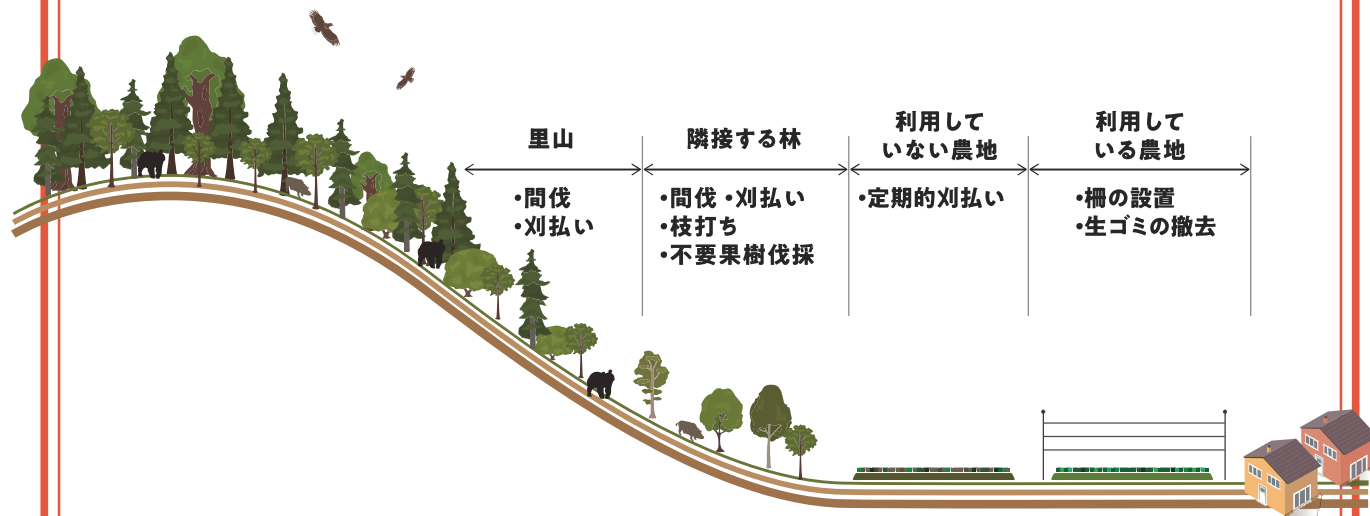 里山
・間伐
・刈払い
隣接する林
・間伐 ・刈払い
・枝打ち
・不要果樹伐採
利用して
いない農地
・定期的刈払い
利用して
いる農地
・柵の設置
・生ゴミの撤去